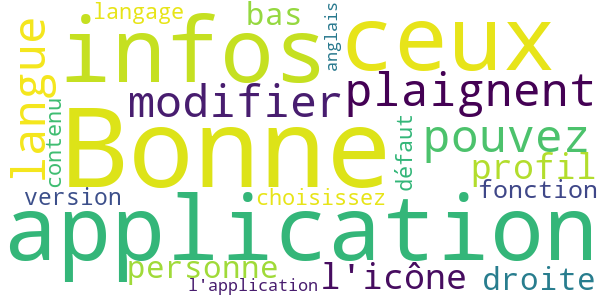 langage
bas
anglais
ceux
infos
langue
modifier
plaignent
Bonne
contenu
défaut
pouvez
profil
version
choisissez
fonction
application
personne
l'icône
droite
l'application